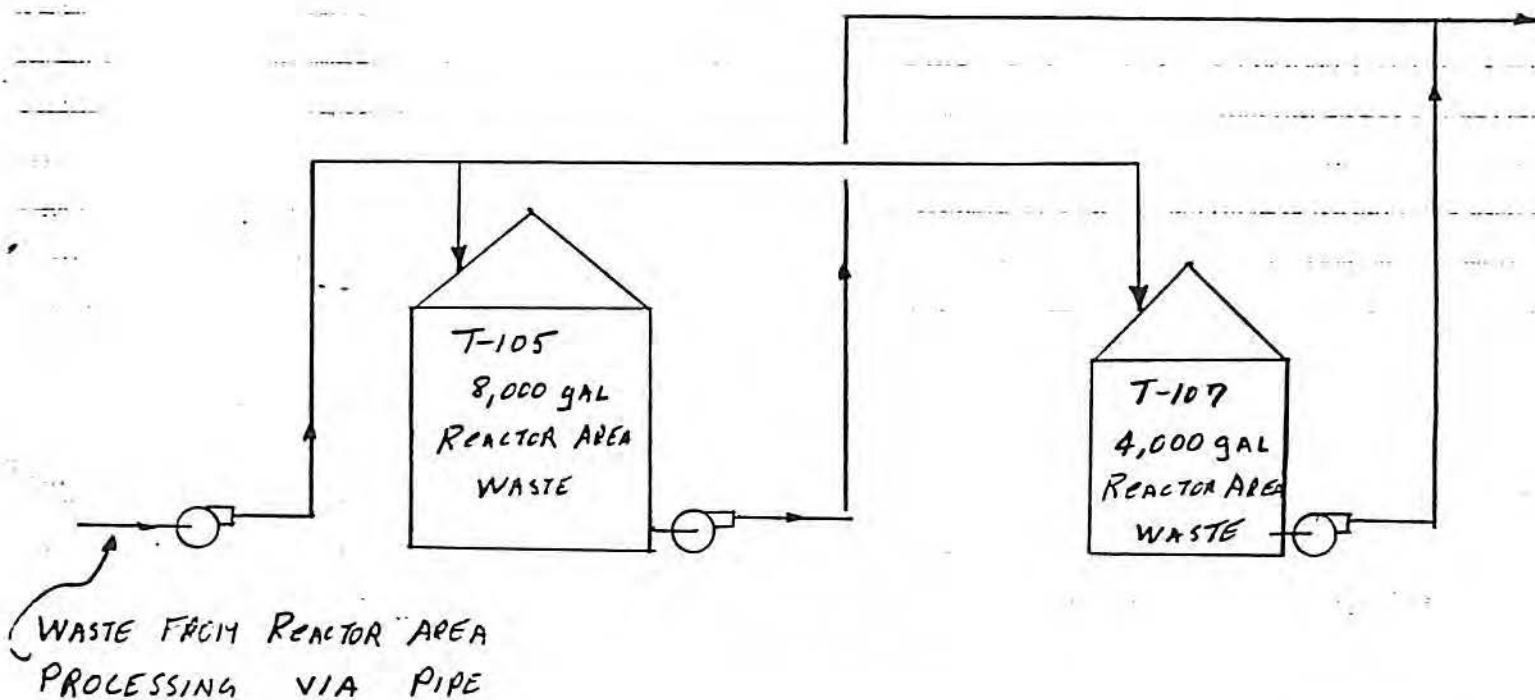 T-105
8,000 gAL
REACTOR AREA
WASTE
T-107
4,000 gAL
REACTOR AREA
WASTE
WASTE FROM REACTOR AREA
PROCESSING VIA PIPE